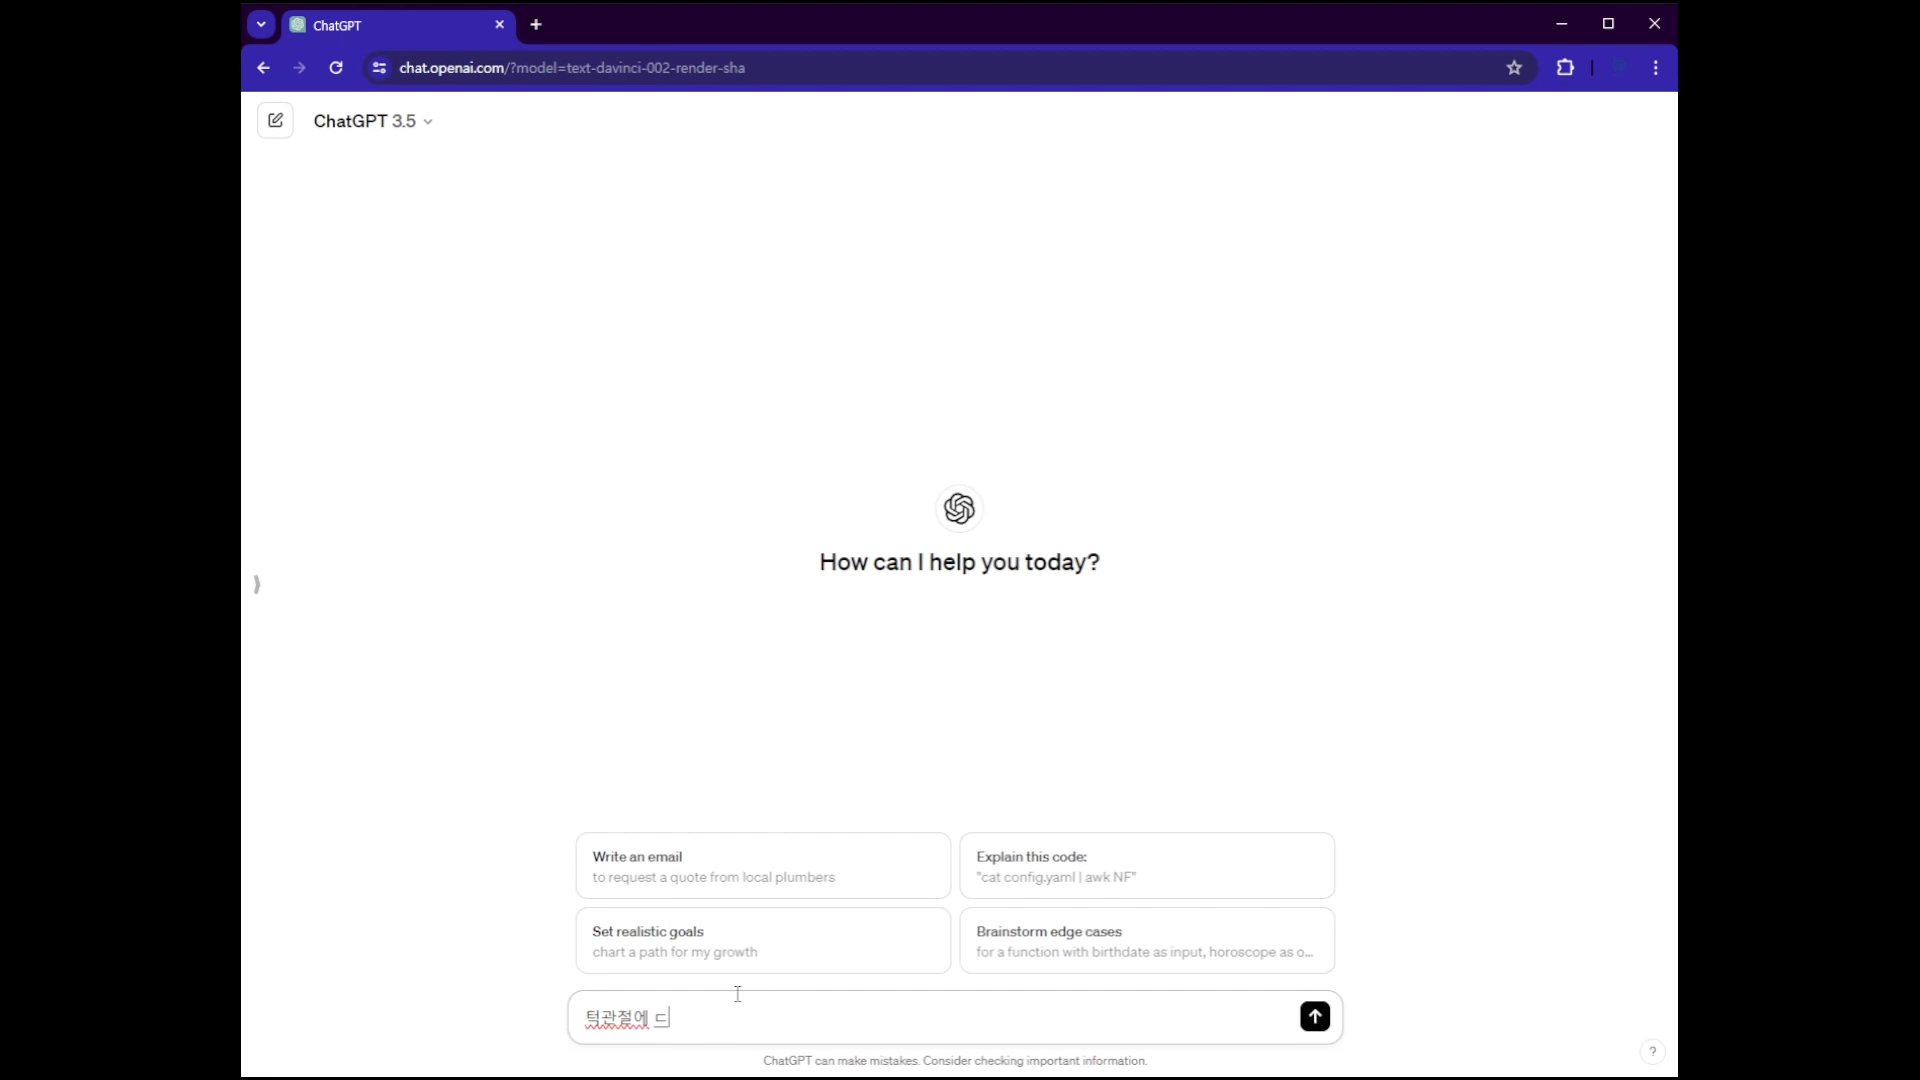 ChatGPT
chat.openai.com/?model=text-davinci-002-render-sha
ChatGPT 3.5
How can I help you today?
Write an email
to request a quote from local plumbers
Explain this code:
"cat config.yaml | awk NF"
Set realistic goals
chart a path for my growth
Brainstorm edge cases
for a function with birthdate as input, horoscope as o...
턱관절에 ㄷ
ChatGPT can make mistakes. Consider checking important information.
?